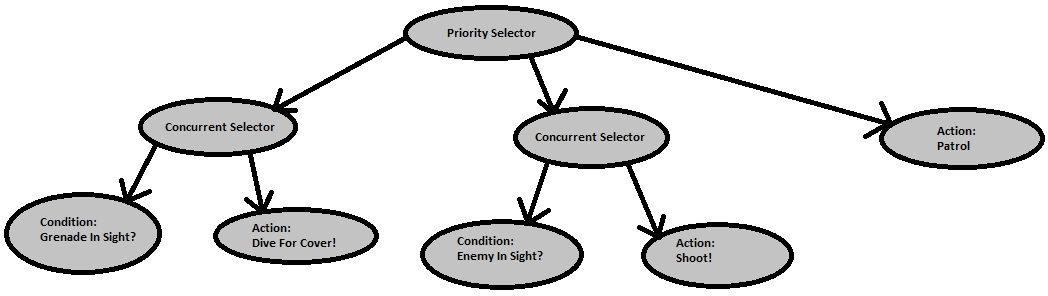 Priority Selector
Concurrent Selector
Concurrent Selector
Action:
Patrol
Condition:
Grenade In Sight?
Action:
Dive For Cover!
Condition:
Enemy In Sight?
Action:
Shoot!